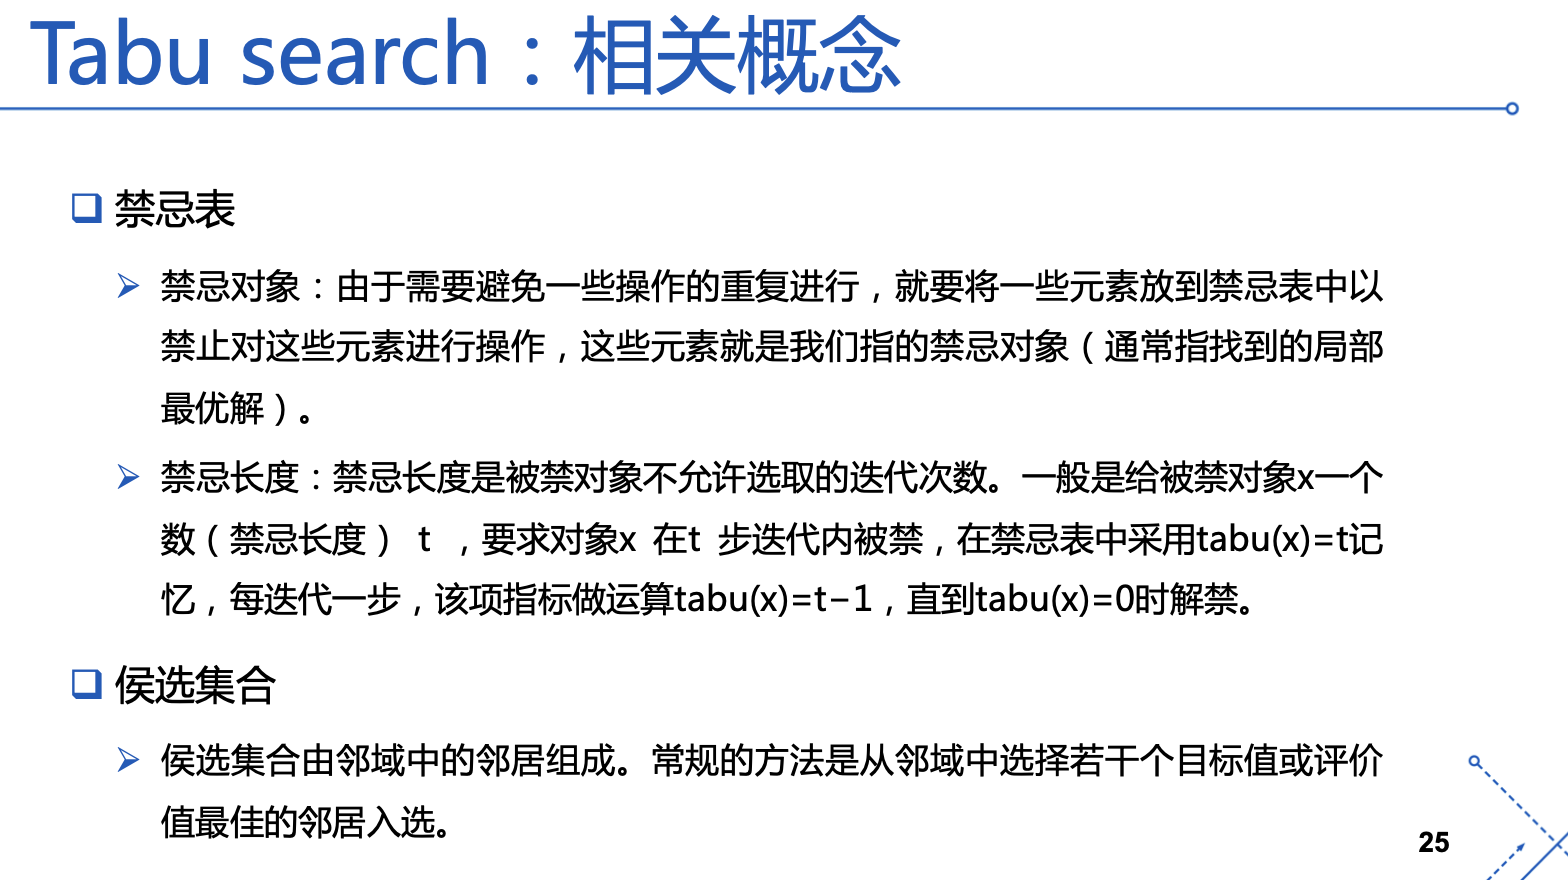 Tabu search：相关概念
禁忌表
禁忌对象：由于需要避免一些操作的重复进行，就要将一些元素放到禁忌表中以
禁止对这些元素进行操作，这些元素就是我们指的禁忌对象（通常指找到的局部
最优解）。
禁忌长度：禁忌长度是被禁对象不允许选取的迭代次数。一般是给被禁对象x一个
数（禁忌长度） t ，要求对象x 在t 步迭代内被禁，在禁忌表中采用tabu(x)=t记
忆，每迭代一步，该项指标做运算tabu(x)=t−1，直到tabu(x)=0时解禁。
侯选集合
侯选集合由邻域中的邻居组成。常规的方法是从邻域中选择若干个目标值或评价
值最佳的邻居入选。
25